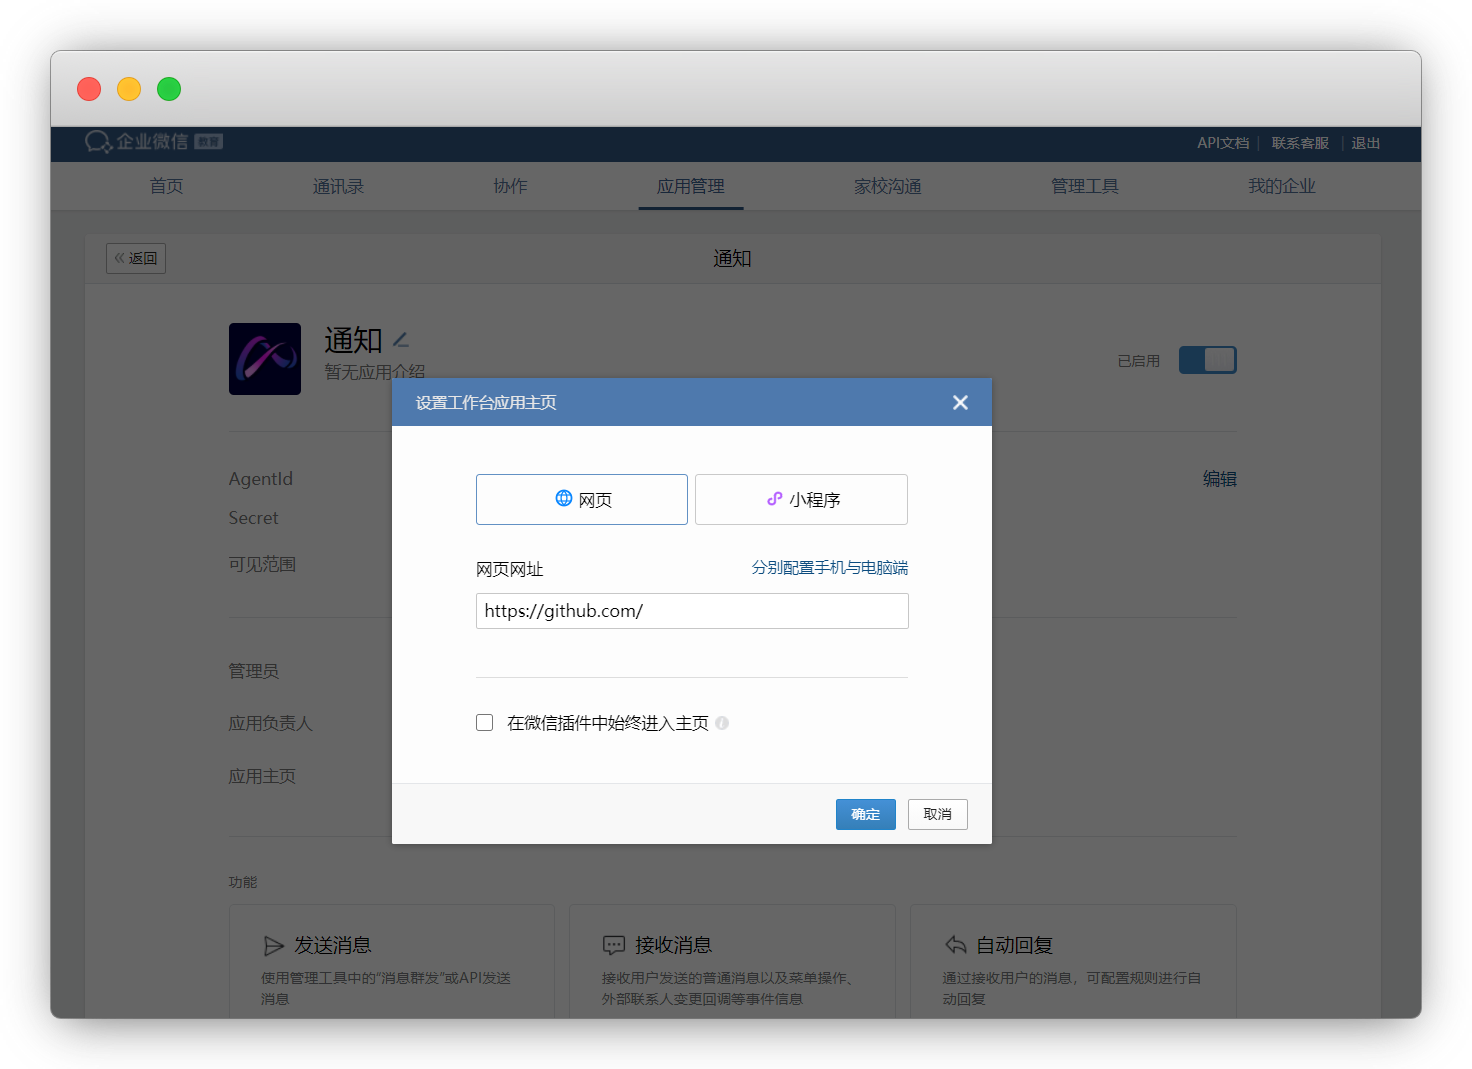 企业微信 教育
API文档 联系客服 退出
首页 通讯录 协作 应用管理 家校沟通 管理工具 我的企业
返回
通知
通知
暂无应用介绍
已启用
设置工作台应用主页
AgentId
编辑
Secret
可见范围
网页
小程序
网页网址
分别配置手机与电脑端
https://github.com/
管理员
应用负责人
应用主页
在微信插件中始终进入主页
确定
取消
功能
发送消息
使用管理工具中的“消息群发”或API发送
消息
接收消息
接收用户发送的普通消息以及菜单操作、
外部联系人变更回调等事件信息
自动回复
通过接收用户的消息，可配置规则进行自
动回复